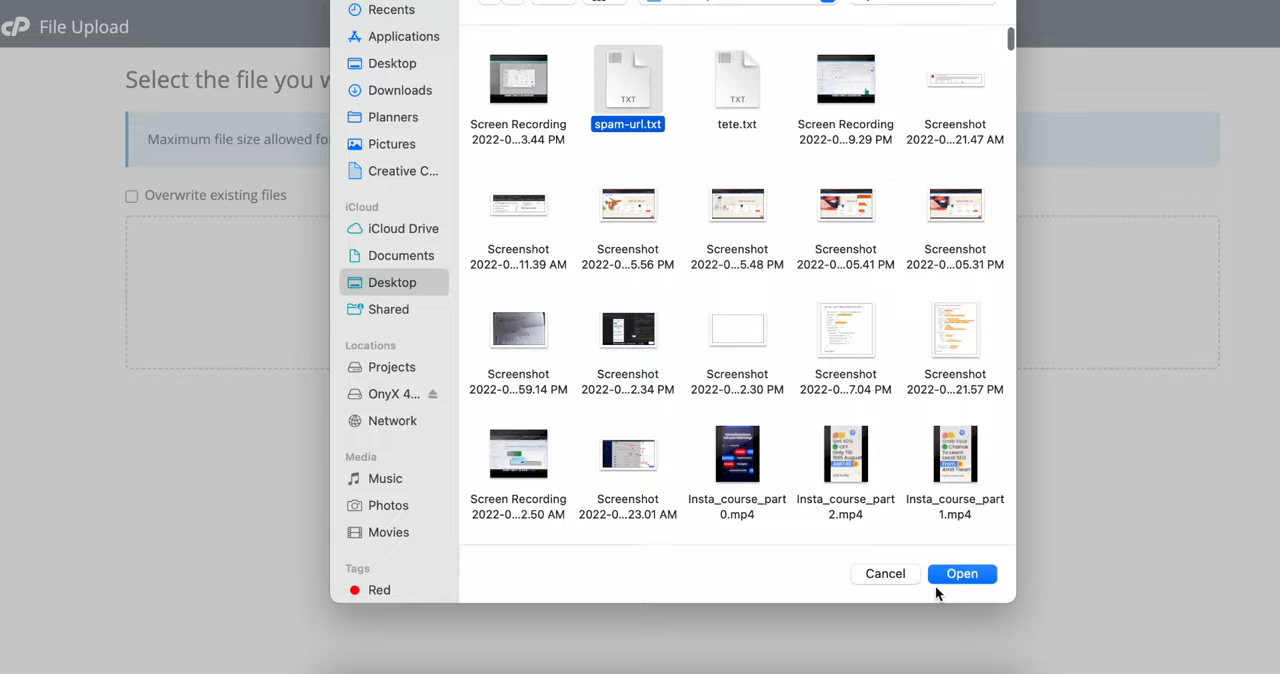 File Upload
Select the file you w
Maximum file size allowed fo
Overwrite existing files
Recents
Applications
Desktop
Downloads
Planners
Pictures
Creative C...
iCloud
iCloud Drive
Documents
Desktop
Shared
Locations
Projects
OnyX 4...
Network
Media
Music
Photos
Movies
Tags
Red
TXT
TXT
Screen Recording
2022-0...3.44 PM
spam-url.txt
tete.txt
Screen Recording
2022-0...9.29 PM
Screenshot
2022-0...21.47 AM
Screenshot
2022-0...11.39 AM
Screenshot
2022-0...5.56 PM
Screenshot
2022-0...5.48 PM
Screenshot
2022-0...05.41 PM
Screenshot
2022-0...05.31 PM
Screenshot
2022-0...59.14 PM
Screenshot
2022-0...2.34 PM
Screenshot
2022-0...2.30 PM
Screenshot
2022-0...7.04 PM
Screenshot
2022-0...21.57 PM
Screen Recording
2022-0...2.50 AM
Screenshot
2022-0...23.01 AM
Insta_course_part
0.mp4
Insta_course_part
2.mp4
Insta_course_part
1.mp4
Cancel
Open